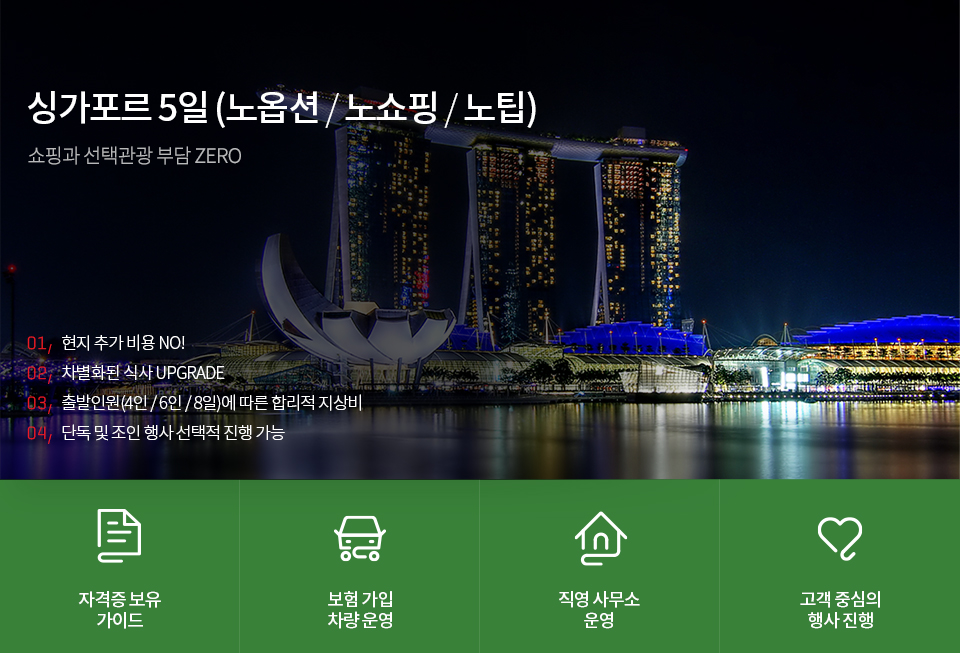 싱가포르 5일 (노옵션 / 노쇼핑 / 노팁)
쇼핑과 선택관광 부담 ZERO
01, 현지 추가 비용 NO!
02, 차별화된 식사 UPGRADE
03, 출발인원(4인 / 6인 / 8일)에 따른 합리적 지상비
04, 단독 및 조인 행사 선택적 진행 가능
자격증 보유
가이드
보험 가입
차량 운영
직영 사무소
운영
고객 중심의
행사 진행